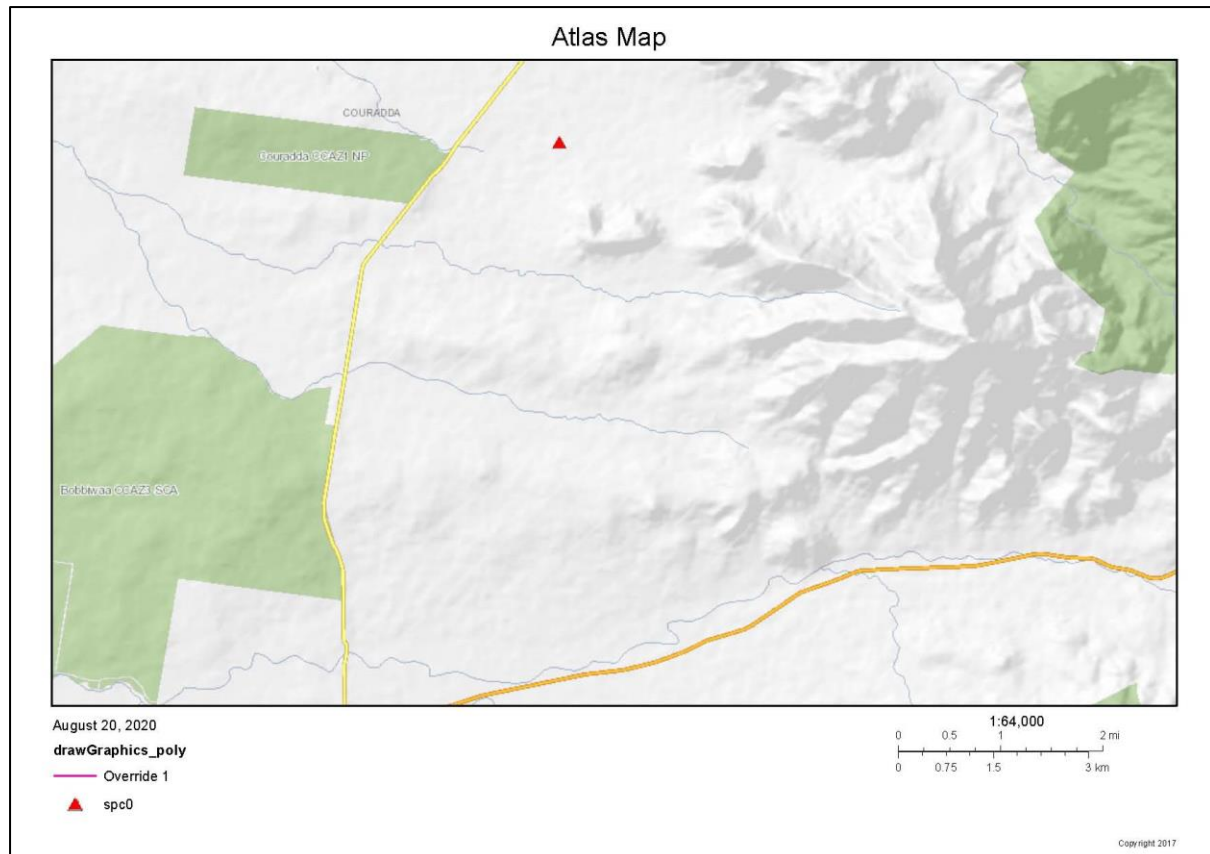 Atlas Map
COURADDA
Couradda CCAZ1 NP
Bobbiwaa CCAZ3 SCA
August 20, 2020
drawGraphics_poly
Override 1
spc0
1:64,000
0 0.5 1 2 mi
0 0.75 1.5 3 km
Copyright 2017